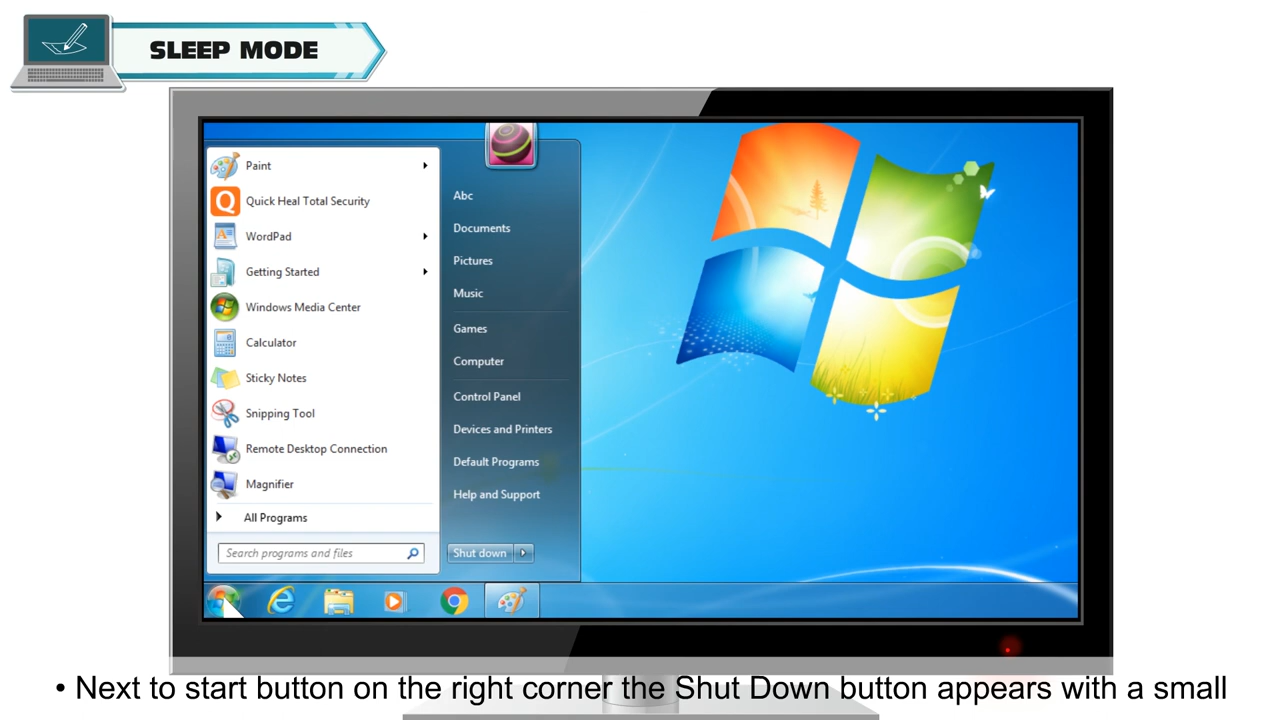 SLEEP MODE
Paint
Quick Heal Total Security
WordPad
Getting Started
Windows Media Center
Calculator
Sticky Notes
Snipping Tool
Remote Desktop Connection
Magnifier
All Programs
Search programs and files
Abc
Documents
Pictures
Music
Games
Computer
Control Panel
Devices and Printers
Default Programs
Help and Support
Shut down
• Next to start button on the right corner the Shut Down button appears with a small